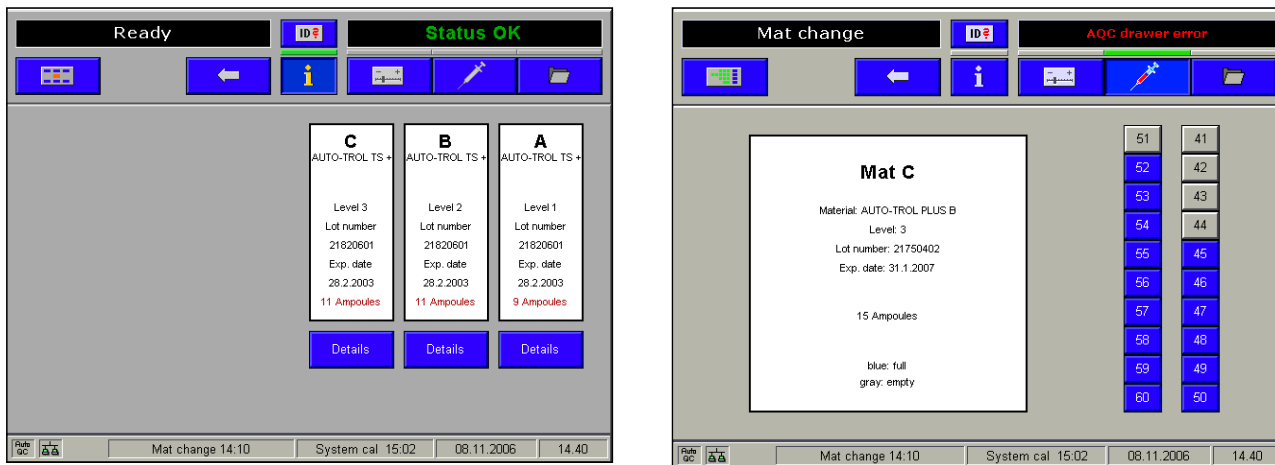 Ready ID? Status OK
i
C B A
AUTO-TROL TS + AUTO-TROL TS + AUTO-TROL TS +
Level 3 Level 2 Level 1
Lot number Lot number Lot number
21820601 21820601 21820601
Exp. date Exp. date Exp. date
28.2.2003 28.2.2003 28.2.2003
11 Ampoules 11 Ampoules 9 Ampoules
Details Details Details
Auto QC Mat change 14:10 System cal 15:02 08.11.2006 14.40
Mat change ID? AQC drawer error
i
Mat C
Material: AUTO-TROL PLUS B
Level: 3
Lot number: 21750402
Exp. date: 31.1.2007
15 Ampoules
blue: full
gray: empty
51 41
52 42
53 43
54 44
55 45
56 46
57 47
58 48
59 49
60 50
Auto QC Mat change 14:10 System cal 15:02 08.11.2006 14.40